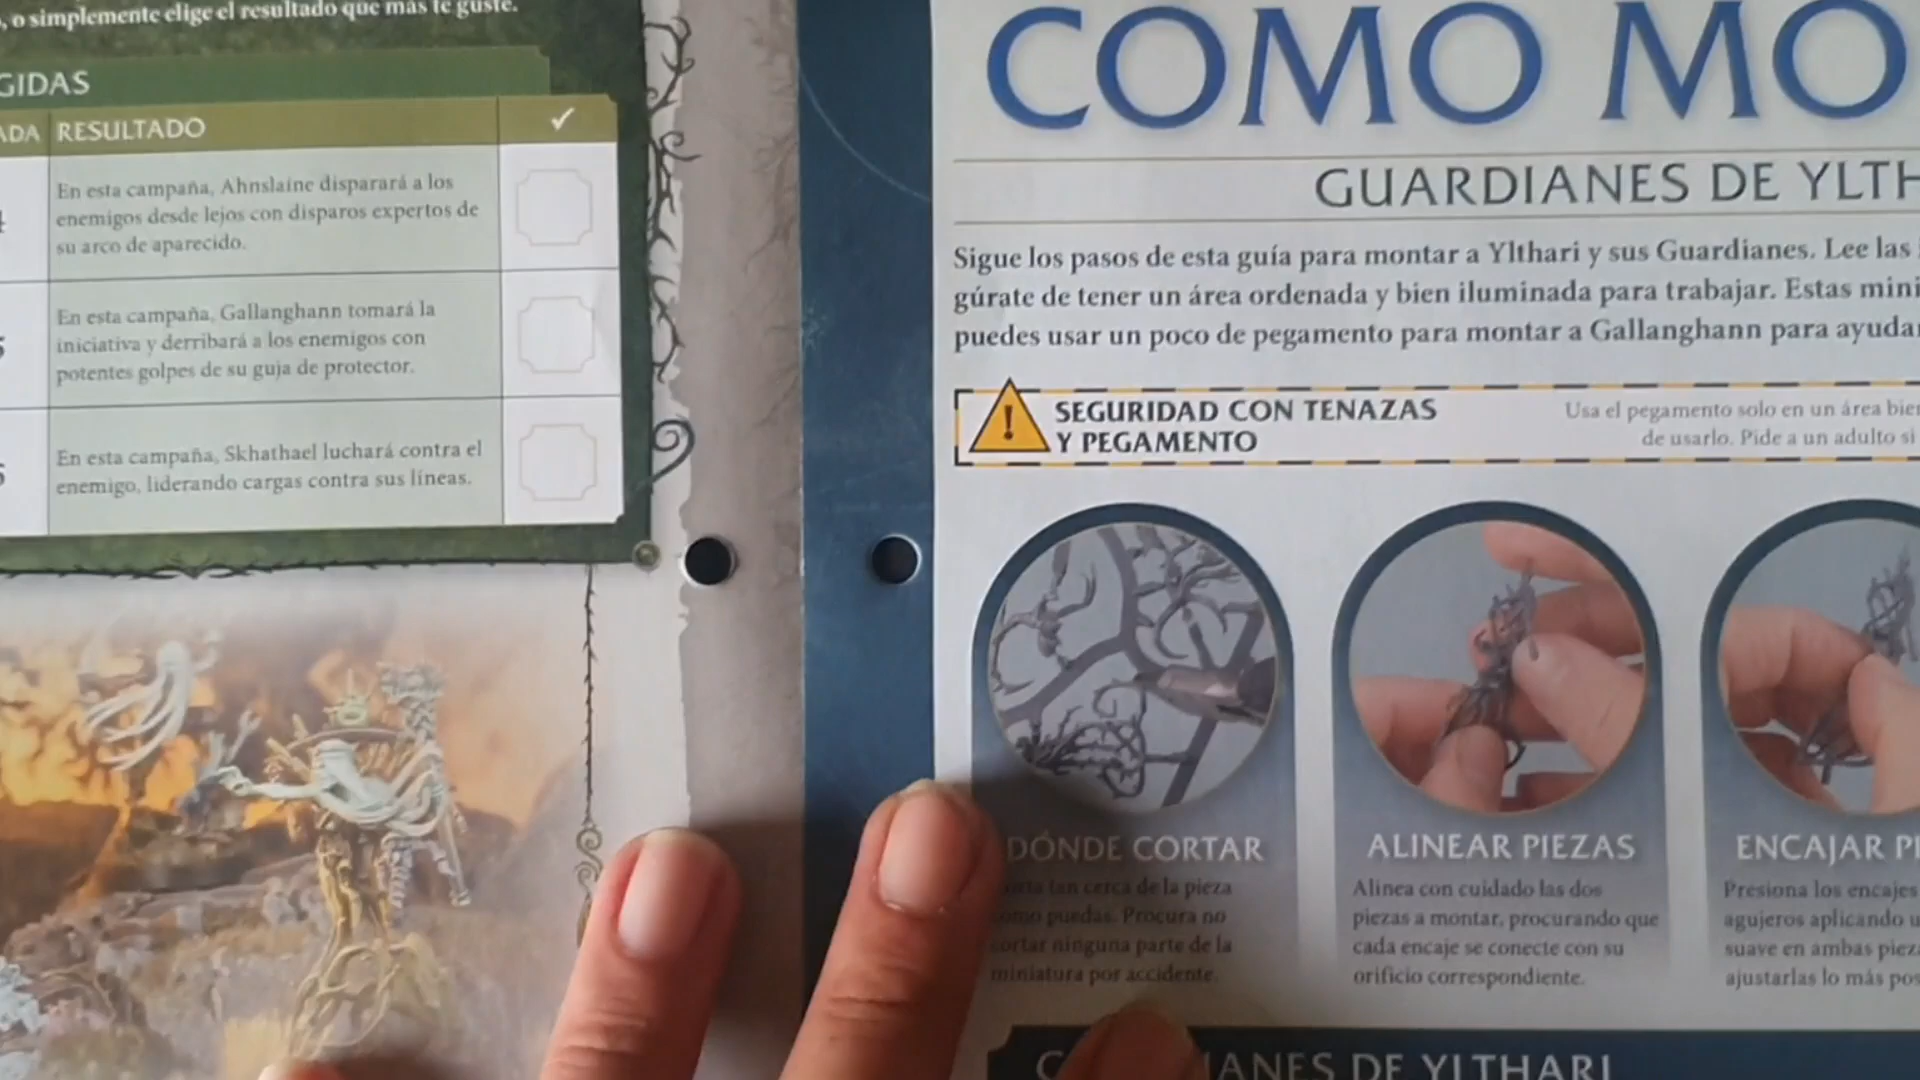 , o simplemente elige el resultado que más te guste.
GIDAS
ADA RESULTADO ✓
En esta campaña, Ahnslaine disparará a los
enemigos desde lejos con disparos expertos de
su arco de aparecido.
En esta campaña, Gallanghann tomará la
iniciativa y derribará a los enemigos con
potentes golpes de su guja de protector.
En esta campaña, Skhathael luchará contra el
enemigo, liderando cargas contra sus líneas.
COMO MO
GUARDIANES DE YLTH
Sigue los pasos de esta guía para montar a Ylthari y sus Guardianes. Lee las
gúrate de tener un área ordenada y bien iluminada para trabajar. Estas mini
puedes usar un poco de pegamento para montar a Gallanghann para ayuda
SEGURIDAD CON TENAZAS
Y PEGAMENTO
Usa el pegamento solo en un área bie
de usarlo. Pide a un adulto si
DÓNDE CORTAR
tan cerca de la pieza
como puedas. Procura no
cortar ninguna parte de la
miniatura por accidente.
ALINEAR PIEZAS
Alinea con cuidado las dos
piezas a montar, procurando que
cada encaje se conecte con su
orificio correspondiente.
ENCAJAR PI
Presiona los encajes
agujeros aplicando u
suave en ambas pieza
ajustarlas lo más pos
G IANES DE YLTHARI